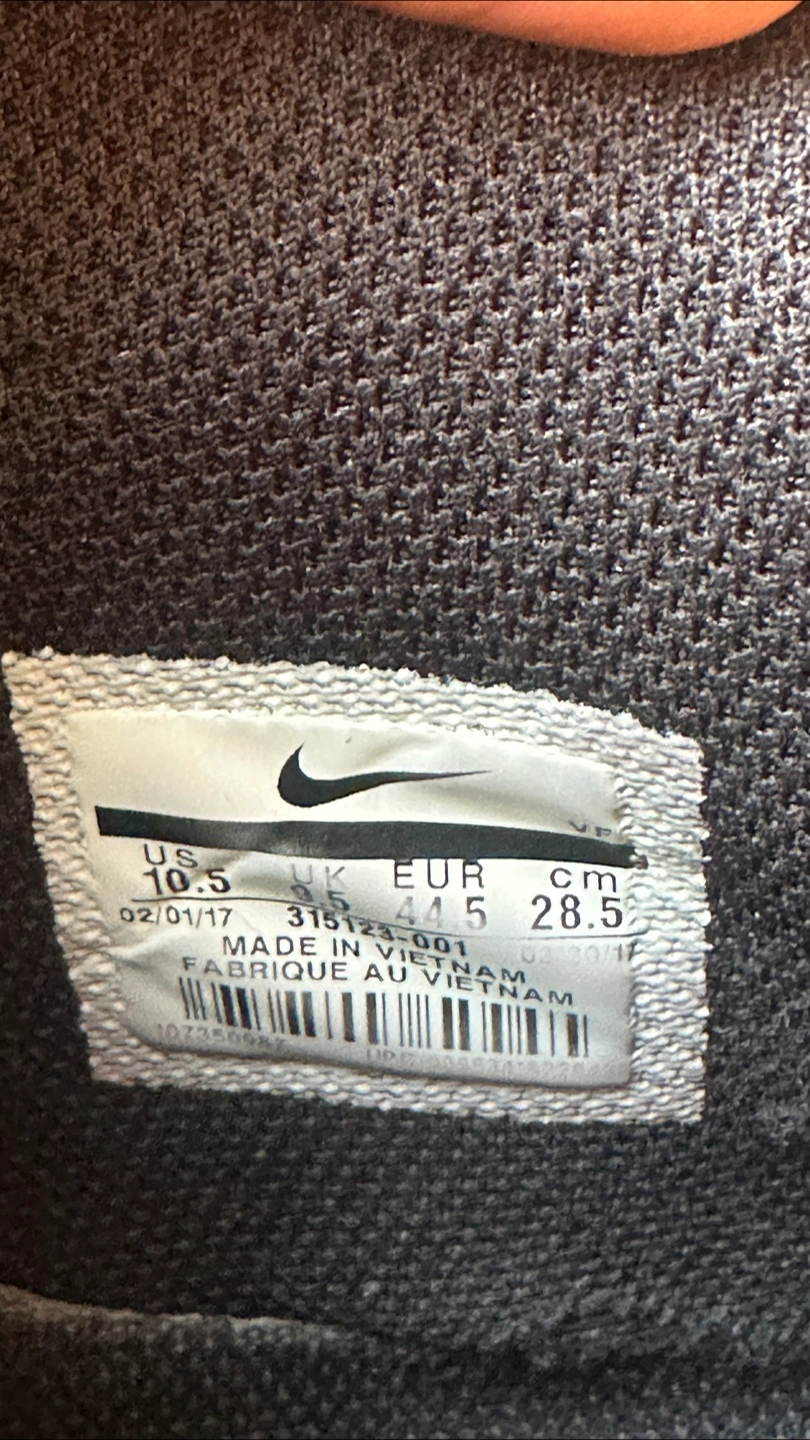 VF
US UK EUR cm
10.5 9.5 44.5 28.5
02/01/17 315123-001
MADE IN VIETNAM
FABRIQUE AU VIETNAM